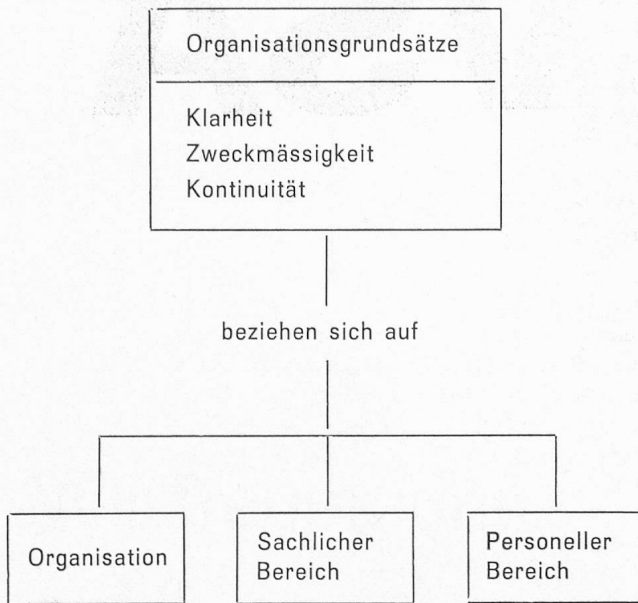 Organisationsgrundsätze
Klarheit
Zweckmässigkeit
Kontinuität
beziehen sich auf
Organisation
Sachlicher
Bereich
Personeller
Bereich